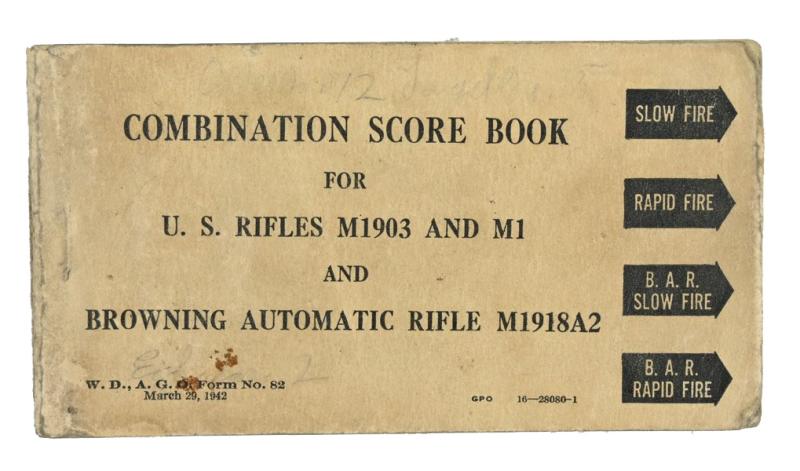 COMBINATION SCORE BOOK
FOR
U. S. RIFLES M1903 AND M1
AND
BROWNING AUTOMATIC RIFLE M1918A2
W. D., A. G. O. Form No. 82
March 29, 1942
GPO 16—28080-1
SLOW FIRE
RAPID FIRE
B. A. R.
SLOW FIRE
B. A. R.
RAPID FIRE